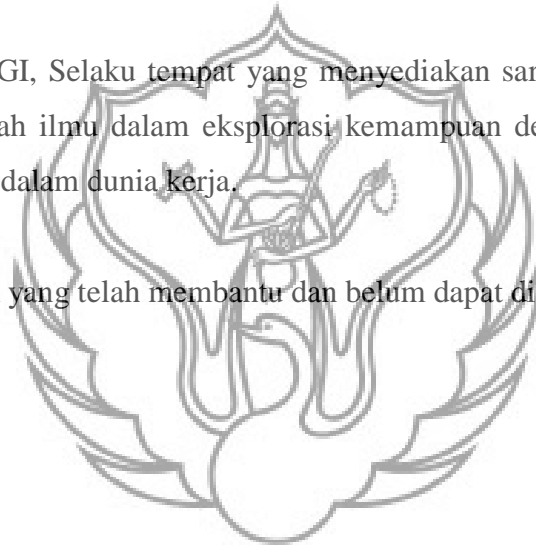 GI, Selaku tempat yang menyediakan sar
ah ilmu dalam eksplorasi kemampuan de
dalam dunia kerja.
yang telah membantu dan belum dapat di